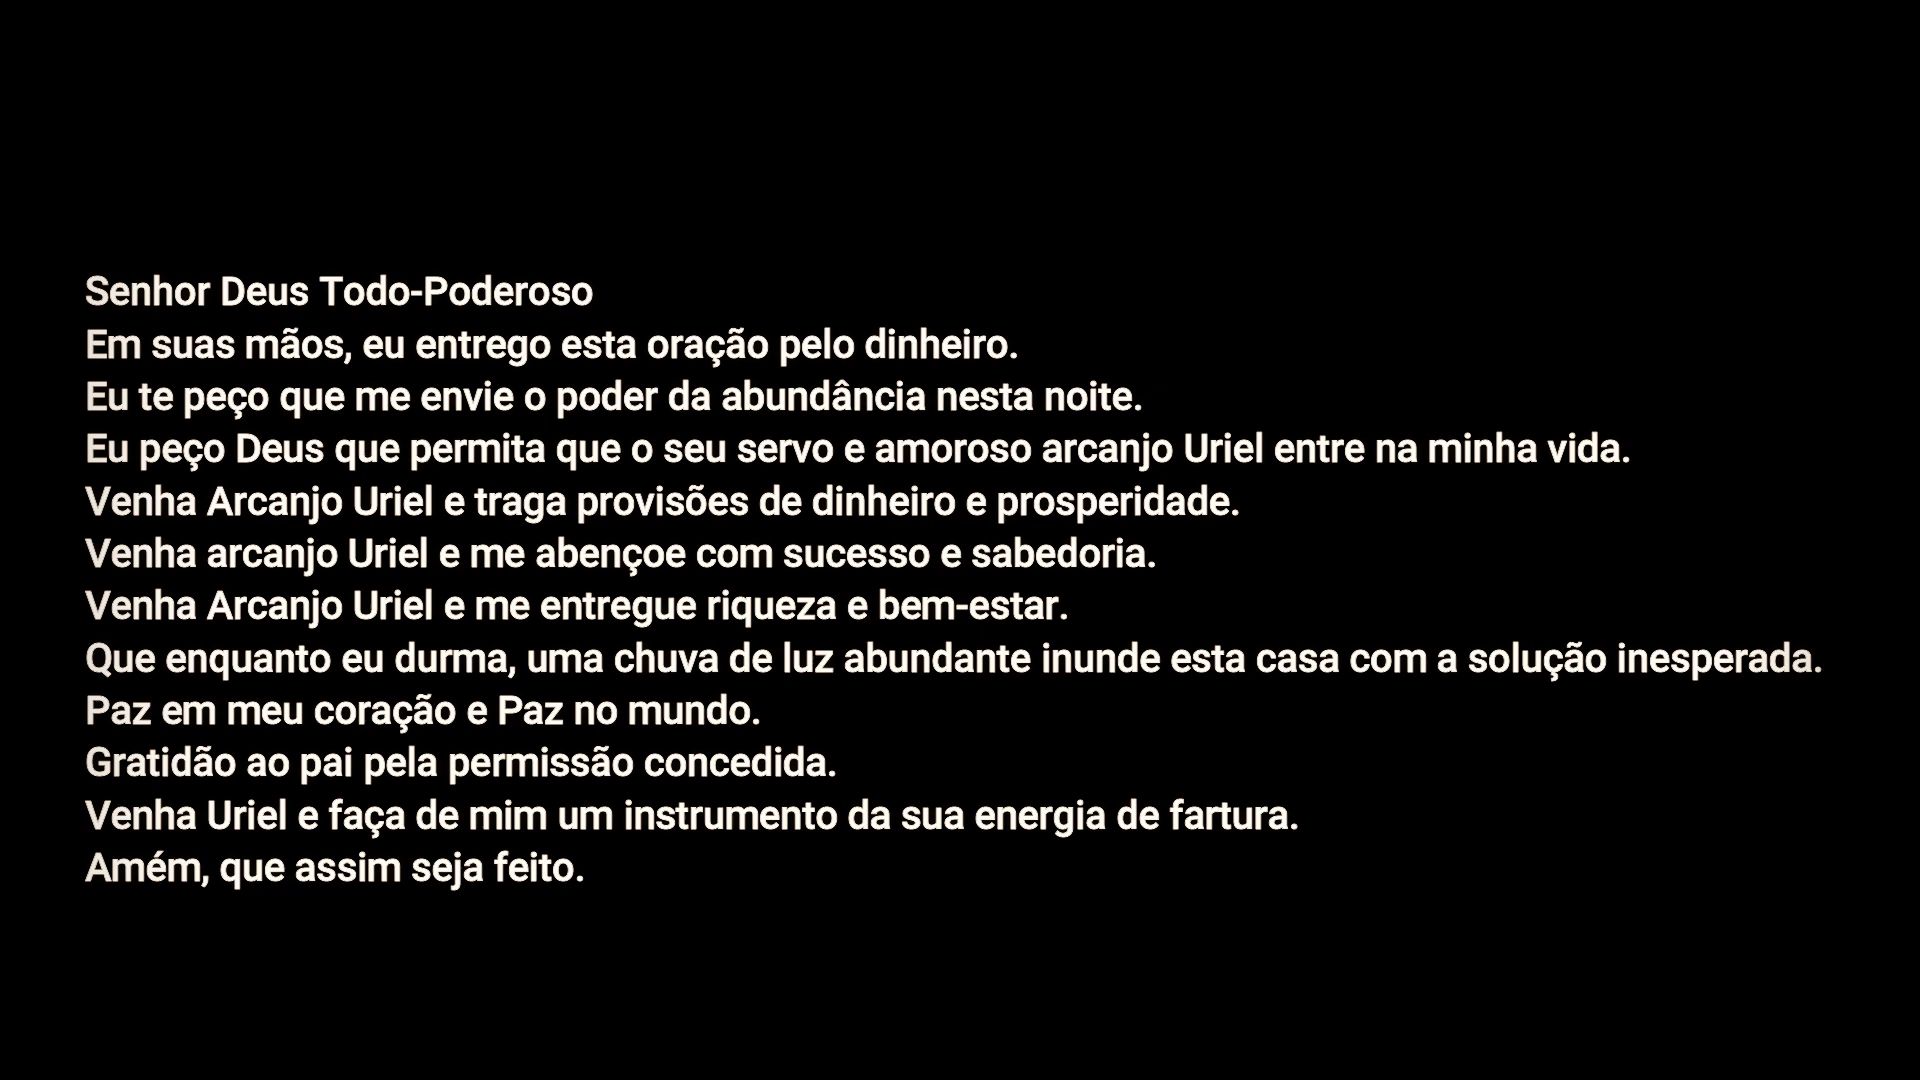 Senhor Deus Todo-Poderoso
Em suas mãos, eu entrego esta oração pelo dinheiro.
Eu te peço que me envie o poder da abundância nesta noite.
Eu peço Deus que permita que o seu servo e amoroso arcanjo Uriel entre na minha vida.
Venha Arcanjo Uriel e traga provisões de dinheiro e prosperidade.
Venha arcanjo Uriel e me abençoe com sucesso e sabedoria.
Venha Arcanjo Uriel e me entregue riqueza e bem-estar.
Que enquanto eu durma, uma chuva de luz abundante inunde esta casa com a solução inesperada.
Paz em meu coração e Paz no mundo.
Gratidão ao pai pela permissão concedida.
Venha Uriel e faça de mim um instrumento da sua energia de fartura.
Amém, que assim seja feito.